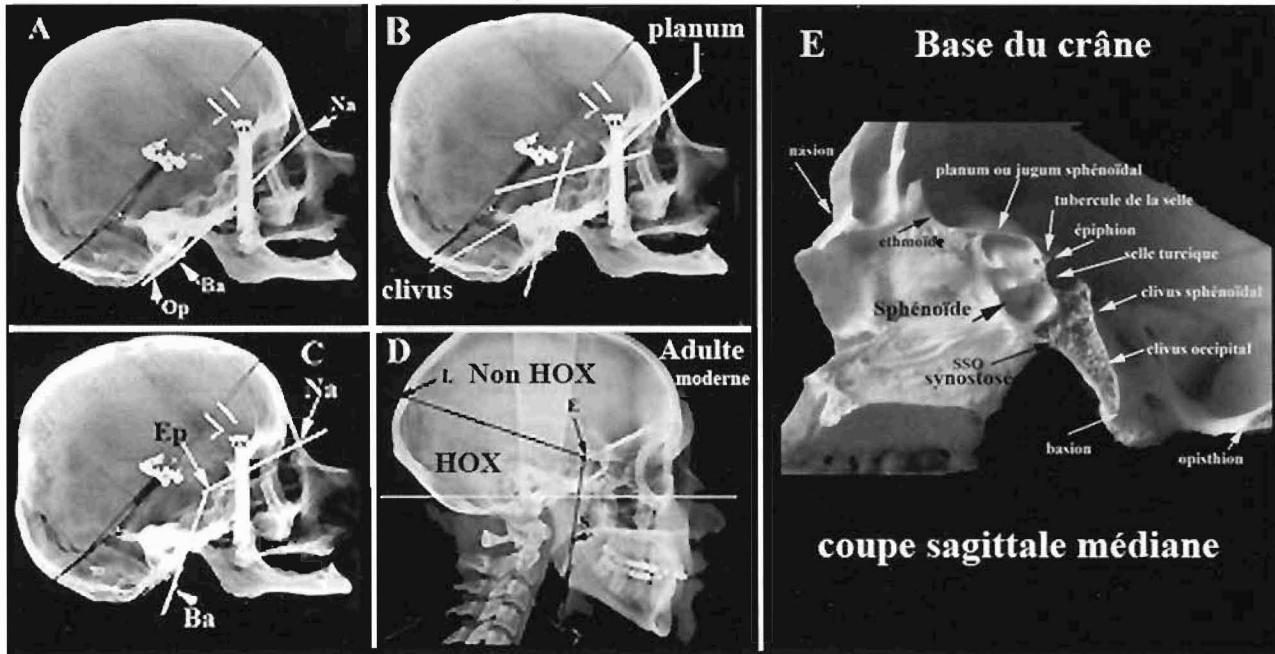 A
Na
Ba
Op
B
planum
clivus
C
Na
Ep
Ba
D
Adulte
moderne
L
Non HOX
E
HOX
E
Base du crâne
nasion
planum ou jugum sphénoïdal
tubercule de la selle
épiphion
ethmoïde
selle turcique
clivus sphénoïdal
Sphénoïde
clivus occipital
SSO
synostosé
basion
opisthion
coupe sagittale médiane